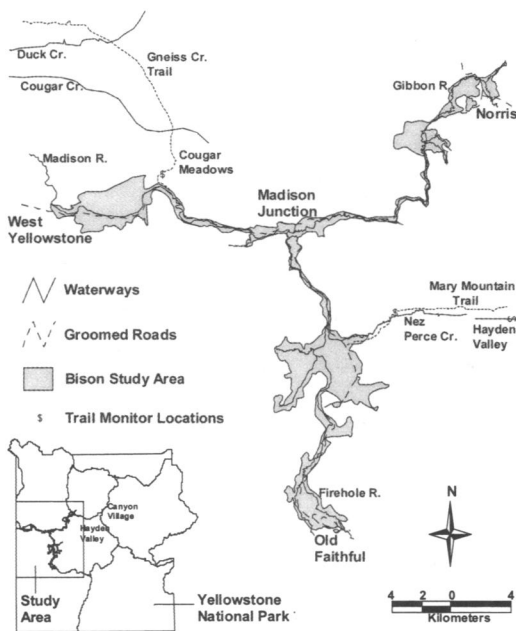 Duck Cr.
Gneiss Cr.
Trail
Cougar Cr.
Gibbon R.
Norris
Madison R.
Cougar
Meadows
Madison
Junction
West
Yellowstone
Mary Mountain
Trail
Nez
Perce Cr.
Hayden
Valley
Waterways
Groomed Roads
Bison Study Area
$ Trail Monitor Locations
Canyon
Village
Hayden
Valley
Firehole R.
Old
Faithful
N
Study
Area
Yellowstone
National Park
4 2 0 4
Kilometers